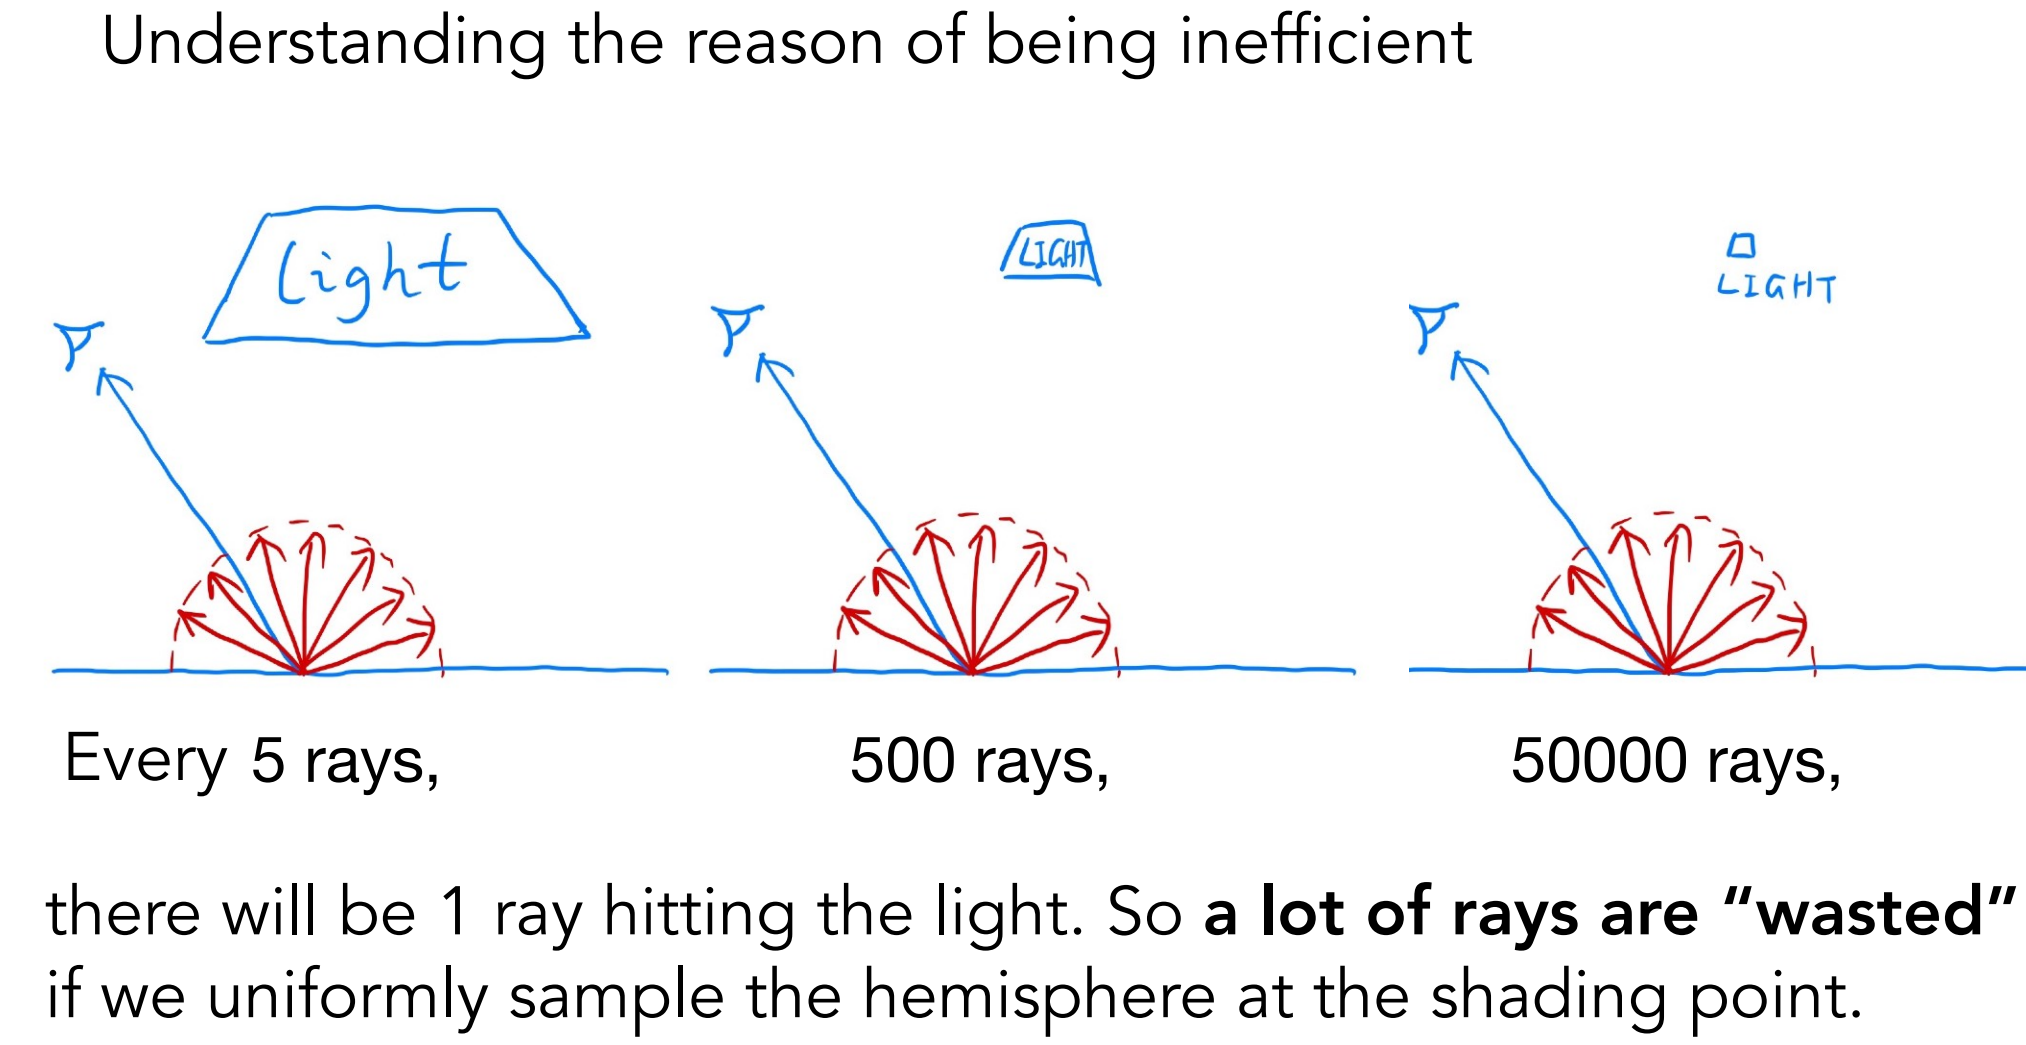 Understanding the reason of being inefficient
Light
LIGHT
LIGHT
Every 5 rays,
500 rays,
50000 rays,
there will be 1 ray hitting the light. So a lot of rays are “wasted”
if we uniformly sample the hemisphere at the shading point.